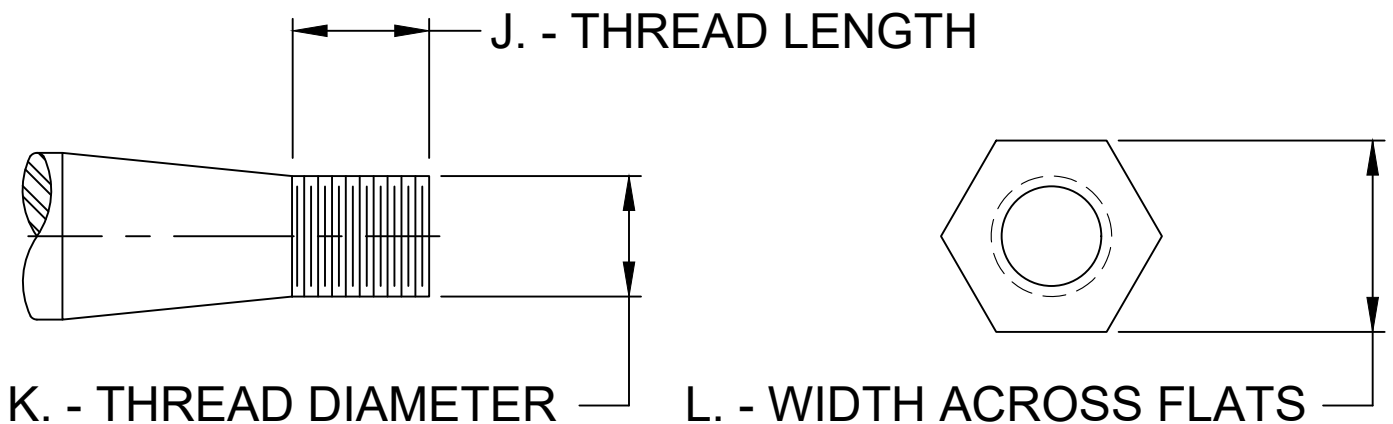 J. - THREAD LENGTH
K. - THREAD DIAMETER
L. - WIDTH ACROSS FLATS